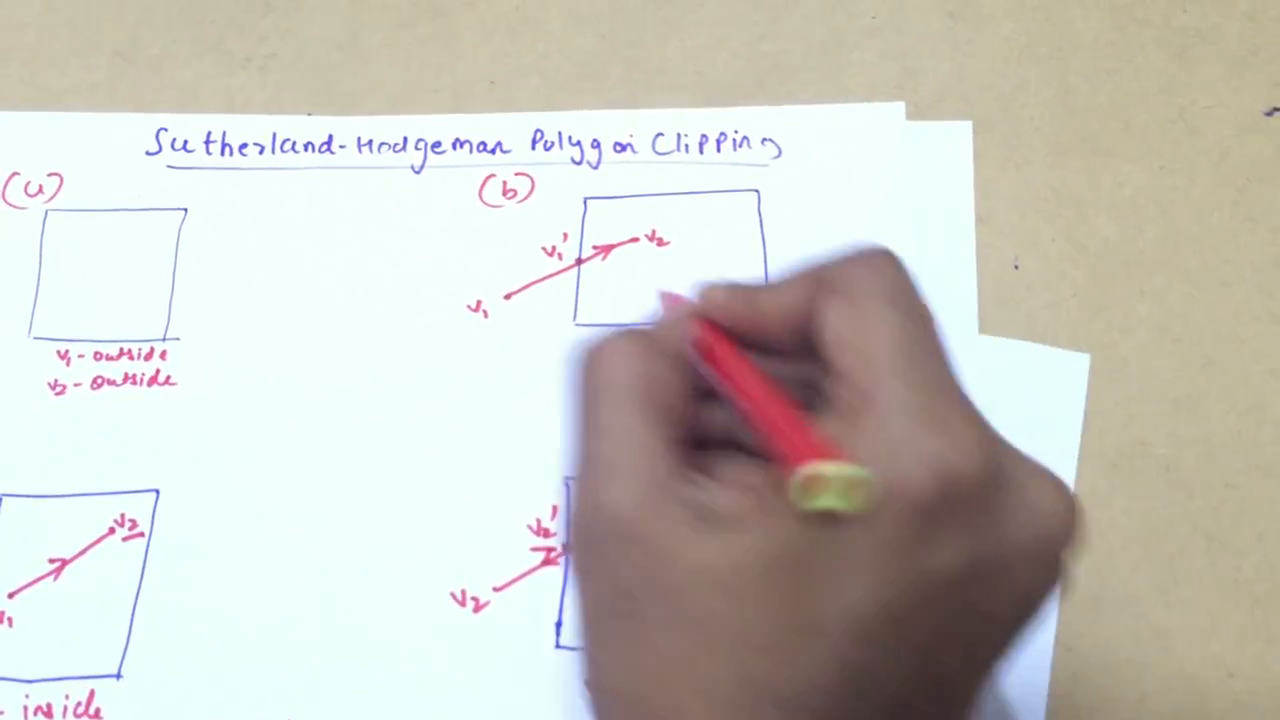 Sutherland-Hodgeman Polygon Clipping
(a)
(b)
v1' v2
v1
v1 - outside
v2 - outside
v2
v1
v2'
v2
- inside